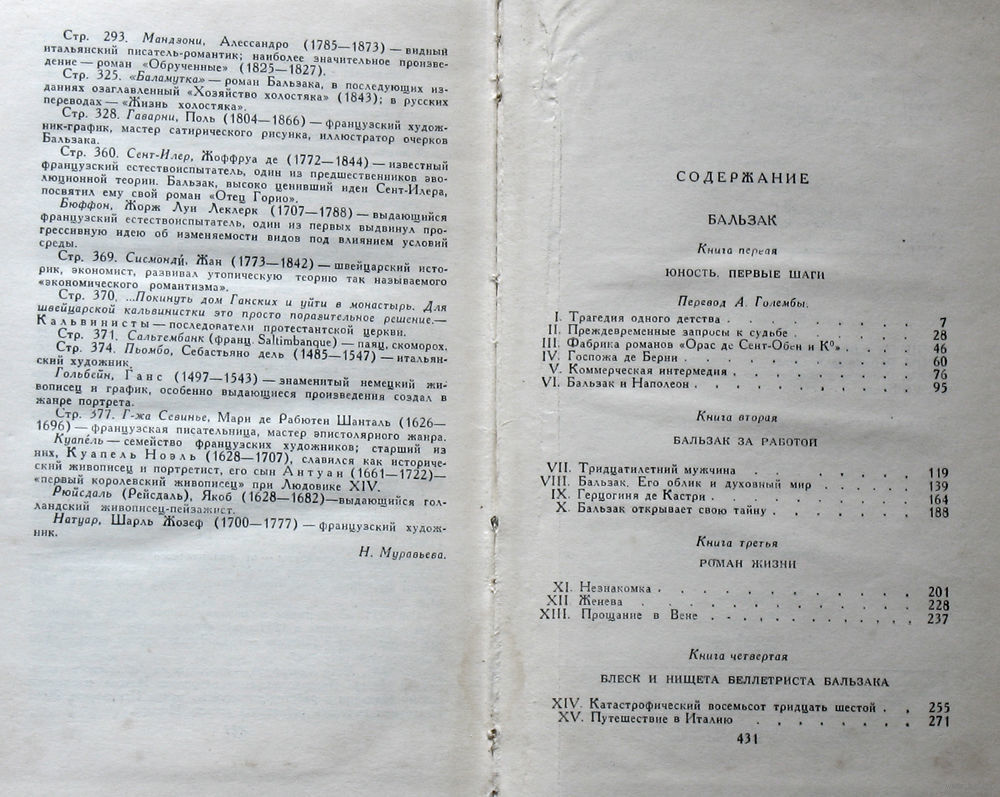 Стр. 293. Мандзони, Алессандро (1785—1873) — видный
итальянский писатель-романтик; наиболее значительное произве-
дение — роман «Обрученные» (1825—1827).
Стр. 325. «Баламутка» — роман Бальзака, в последующих из-
даниях озаглавленный «Хозяйство холостяка» (1843); в русских
переводах — «Жизнь холостяка».
Стр. 328. Гаварни, Поль (1804—1866) — французский худож-
ник-график, мастер сатирического рисунка, иллюстратор очерков
Бальзака.
Стр. 360. Сент-Илер, Жоффруа де (1772—1844) — известный
французский естествоиспытатель, один из предшественников эво-
люционной теории. Бальзак, высоко ценивший идеи Сент-Илера,
посвятил ему свой роман «Отец Горио».
Бюффон, Жорж Луи Леклерк (1707—1788) — выдающийся
французский естествоиспытатель, один из первых выдвинул про-
грессивную идею об изменяемости видов под влиянием условий
среды.
Стр. 369. Сисмонди, Жан (1773—1842) — швейцарский исто-
рик, экономист, развивал утопическую теорию так называемого
«экономического романтизма».
Стр. 370. ...Покинуть дом Ганских и уйти в монастырь. Для
швейцарской кальвинистки это просто поразительное решение.—
Кальвинисты — последователи протестантской церкви.
Стр. 371. Сальтембанк (франц. Saltimbanque) — паяц, скоморох.
Стр. 374. Пьомбо, Себастьяно дель (1485—1547) — итальян-
ский художник.
Гольбейн, Ганс (1497—1543) — знаменитый немецкий жи-
вописец и график, особенно выдающиеся произведения создал в
жанре портрета.
Стр. 377. Г-жа Севинье, Мари де Работен Шанталь (1626—
1696) — французская писательница, мастер эпистолярного жанра.
Куапель — семейство французских художников; старший из
них, Куапель Ноэль (1628—1707), славился как историче-
ский живописец и портретист, его сын Антуан (1661—1722)—
«первый королевский живописец» при Людовике XIV.
Рюйсдаль (Рейсдаль), Якоб (1628—1682)—выдающийся гол-
ландский живописец-пейзажист.
Натуар, Шарль Жозеф (1700—1777) — французский худож-
ник.
Н. Муравьева.
СОДЕРЖАНИЕ
БАЛЬЗАК
Книга первая
ЮНОСТЬ. ПЕРВЫЕ ШАГИ
Перевод А. Голембы.
I. Трагедия одного детства . . . . . . . 7
II. Преждевременные запросы к судьбе . . . . 28
III. Фабрика романов «Орас де Сент-Обен и К⁰» . . . 46
IV. Госпожа де Берни . . . . . . . . 60
V. Коммерческая интермедия . . . . . . . 76
VI. Бальзак и Наполеон . . . . . . . . 95
Книга вторая
БАЛЬЗАК ЗА РАБОТОЙ
VII. Тридцатилетний мужчина . . . . . . 119
VIII. Бальзак. Его облик и духовный мир . . . . 139
IX. Герцогиня де Кастри . . . . . . . 164
X. Бальзак открывает свою тайну . . . . . 188
Книга третья
РОМАН ЖИЗНИ
XI. Незнакомка . . . . . . . . . 201
XII. Женева . . . . . . . . . . 228
XIII. Прощание в Вене . . . . . . . . 237
Книга четвертая
БЛЕСК И НИЩЕТА БЕЛЛЕТРИСТА БАЛЬЗАКА
XIV. Катастрофический восемьсот тридцать шестой . . 255
XV. Путешествие в Италию . . . . . . 271
431